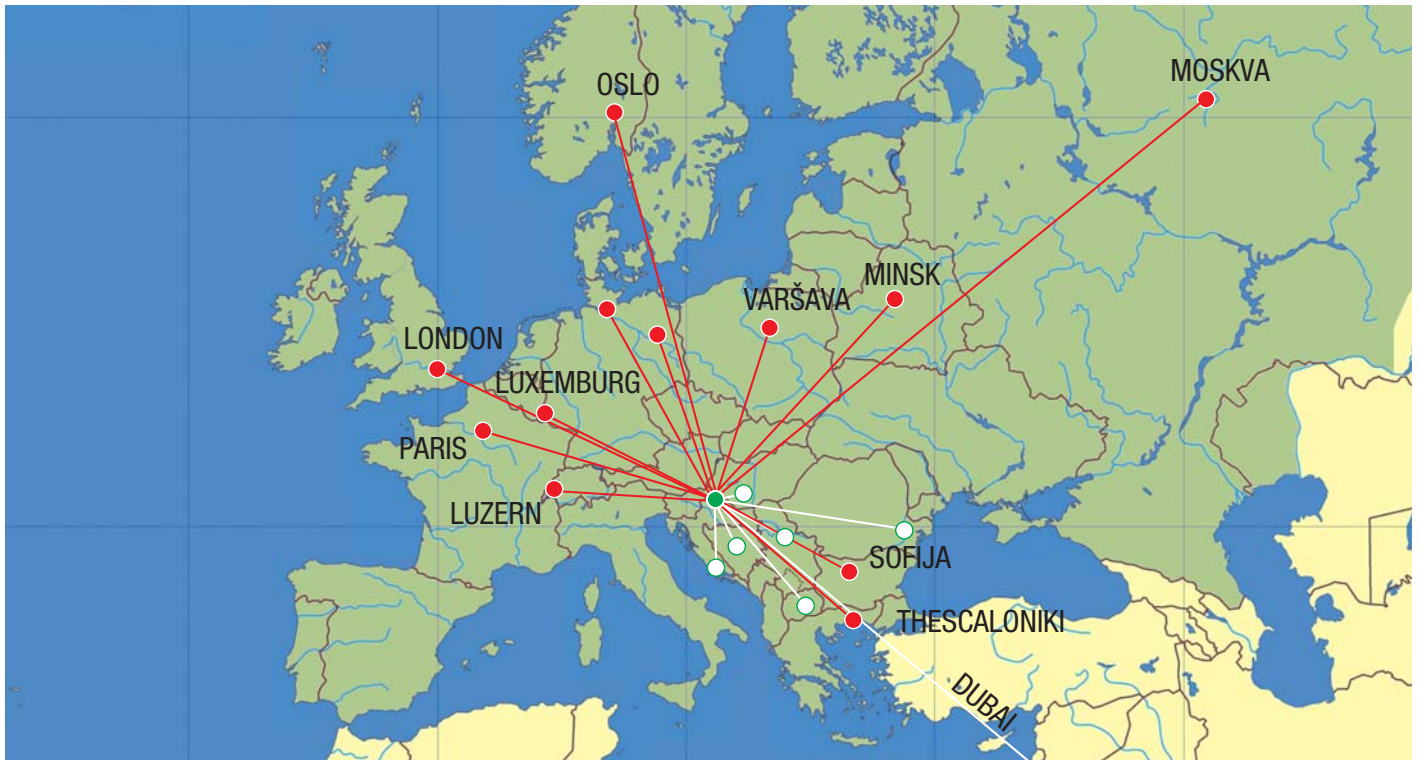 OSLO
MOSKVA
MINSK
VARŠAVA
LONDON
LUXEMBURG
PARIS
LUZERN
SOFIJA
THESCALONIKI
DUBAI